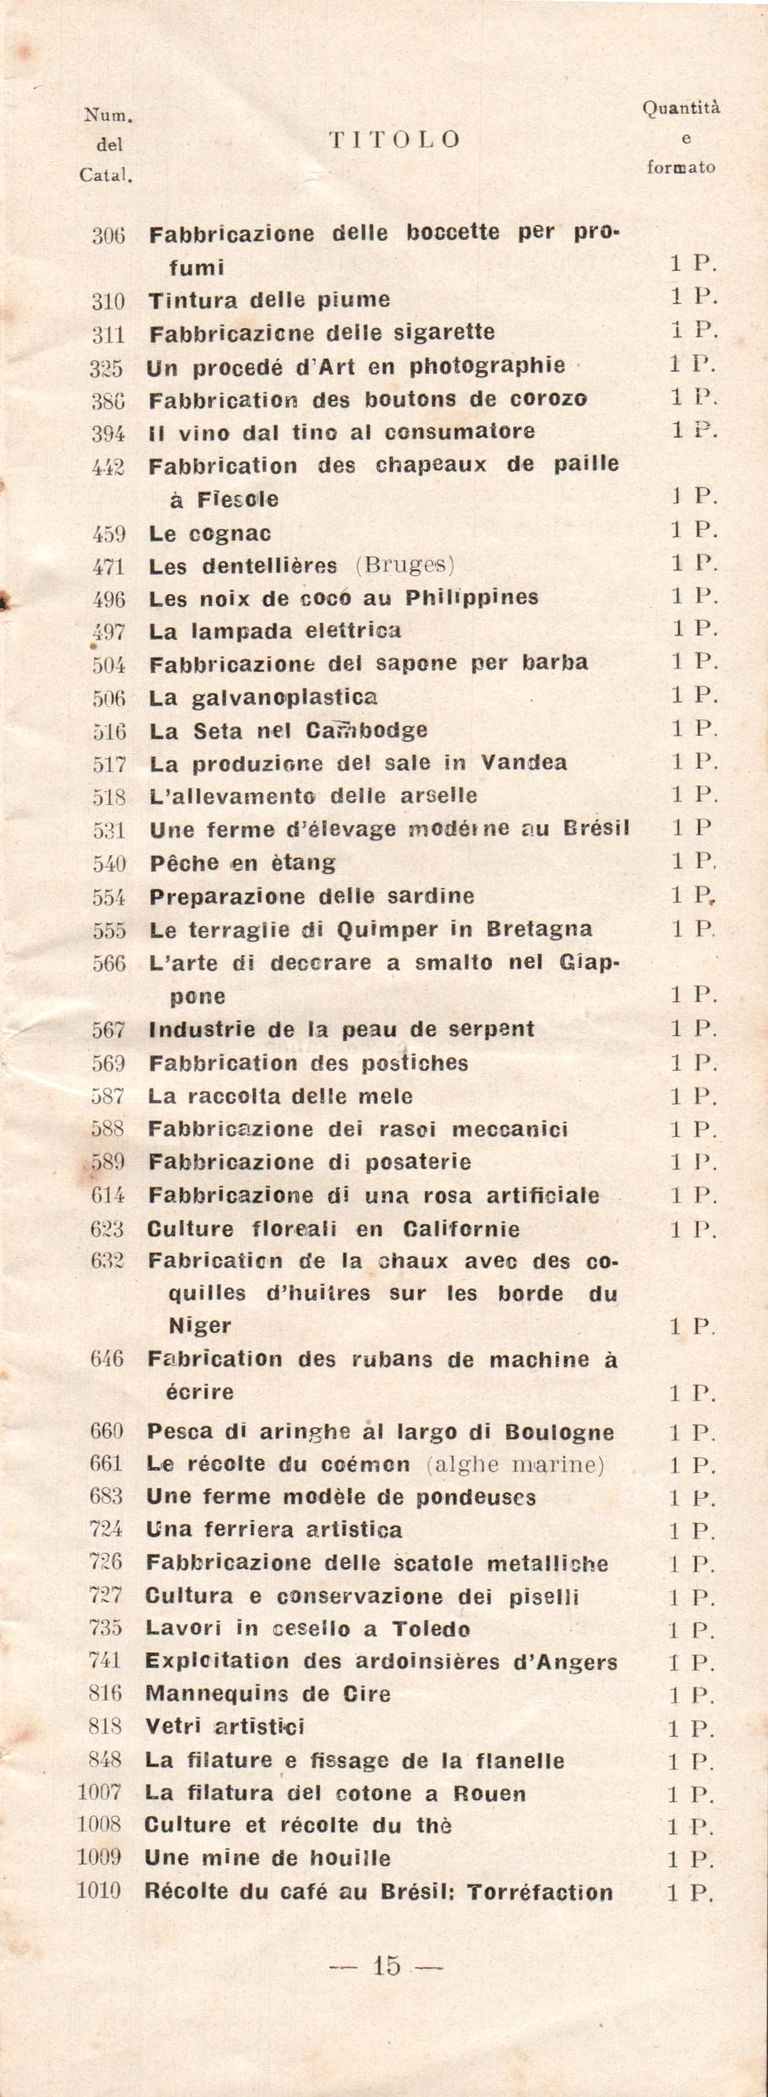 Num.
del
Catal.
TITOLO
Quantità
e
formato
306 Fabbricazione delle boccette per pro-
fumi 1 P.
310 Tintura delle piume 1 P.
311 Fabbricazione delle sigarette 1 P.
325 Un procedé d'Art en photographie 1 P.
386 Fabbrication des boutons de corozo 1 P.
394 Il vino dal tino al consumatore 1 P.
442 Fabbrication des chapeaux de paille
à Fiesole 1 P.
459 Le cognac 1 P.
471 Les dentellières (Bruges) 1 P.
496 Les noix de coco au Philippines 1 P.
497 La lampada elettrica 1 P.
504 Fabbricazione del sapone per barba 1 P.
506 La galvanoplastica 1 P.
516 La Seta nel Cambodge 1 P.
517 La produzione del sale in Vandea 1 P.
518 L'allevamento delle arselle 1 P.
531 Une ferme d'élevage modérne au Brésil 1 P
540 Pêche en ètang 1 P.
554 Preparazione delle sardine 1 P.
555 Le terraglie di Quimper in Bretagna 1 P.
566 L'arte di decorare a smalto nel Giap-
pone 1 P.
567 Industrie de la peau de serpent 1 P.
569 Fabbrication des postiches 1 P.
587 La raccolta delle mele 1 P.
588 Fabbricazione dei rasoi meccanici 1 P.
589 Fabbricazione di posaterie 1 P.
614 Fabbricazione di una rosa artificiale 1 P.
623 Culture floreali en Californie 1 P.
632 Fabrication de la chaux avec des co-
quilles d'huitres sur les borde du
Niger 1 P.
646 Fabrication des rubans de machine à
écrire 1 P.
660 Pesca di aringhe al largo di Boulogne 1 P.
661 Le récolte du coémon (alghe marine) 1 P.
683 Une ferme modèle de pondeuses 1 P.
724 Una ferriera artistica 1 P.
726 Fabbricazione delle scatole metalliche 1 P.
727 Cultura e conservazione dei piselli 1 P.
735 Lavori in cesello a Toledo 1 P.
741 Exploitation des ardoinsières d'Angers 1 P.
816 Mannequins de Cire 1 P.
818 Vetri artistici 1 P.
848 La filature e fissage de la flanelle 1 P.
1007 La filatura del cotone a Rouen 1 P.
1008 Culture et récolte du thè 1 P.
1009 Une mine de houille 1 P.
1010 Récolte du café au Brésil: Torréfaction 1 P.
— 15 —